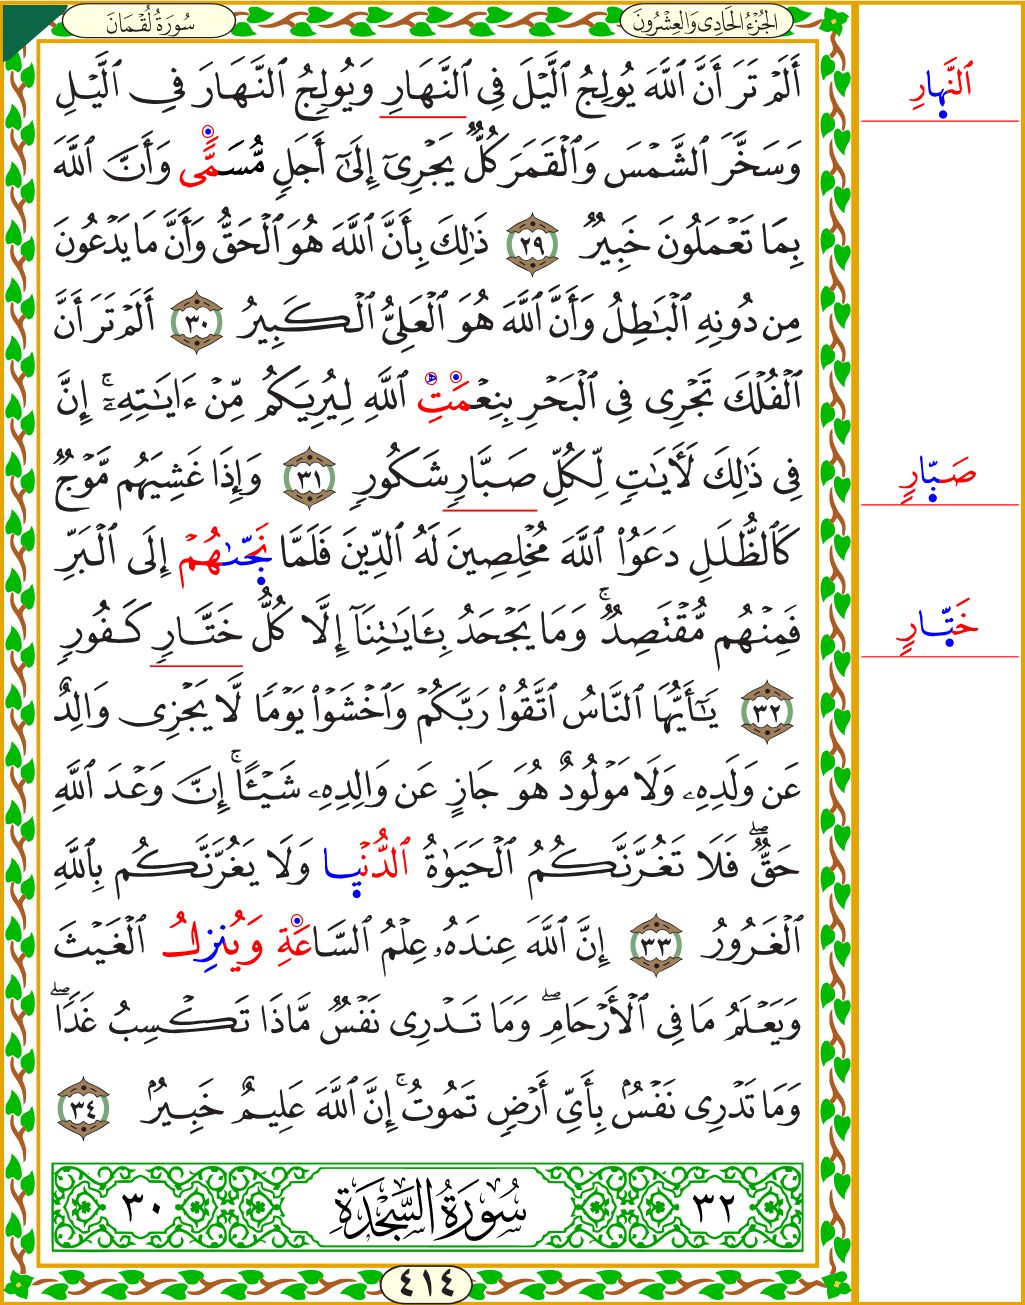 سُورَةُ لُقْمَانَ
الجُزْءُ الحَادِى وَالعِشْرُونَ
أَلَمْ تَرَ أَنَّ ٱللَّهَ يُولِجُ ٱلَّيْلَ فِى ٱلنَّهَارِ وَيُولِجُ ٱلنَّهَارَ فِى ٱلَّيْلِ
ٱلنَّهَارِ
وَسَخَّرَ ٱلشَّمْسَ وَٱلْقَمَرَ كُلٌّ يَجْرِىٓ إِلَىٰٓ أَجَلٍ مُّسَمًّى وَأَنَّ ٱللَّهَ
بِمَا تَعْمَلُونَ خَبِيرٌ ٢٩ ذَٰلِكَ بِأَنَّ ٱللَّهَ هُوَ ٱلْحَقُّ وَأَنَّ مَا يَدْعُونَ
مِن دُونِهِ ٱلْبَٰطِلُ وَأَنَّ ٱللَّهَ هُوَ ٱلْعَلِىُّ ٱلْكَبِيرُ ٣٠ أَلَمْ تَرَ أَنَّ
ٱلْفُلْكَ تَجْرِى فِى ٱلْبَحْرِ بِنِعْمَتِ ٱللَّهِ لِيُرِيَكُم مِّنْ ءَايَٰتِهِۦٓ ۚ إِنَّ
فِى ذَٰلِكَ لَءَايَٰتٍ لِّكُلِّ صَبَّارٍ شَكُورٍ ٣١ وَإِذَا غَشِيَهُم مَّوْجٌ
صَبَّارٍ
كَٱلظُّلَلِ دَعَوُا۟ ٱللَّهَ مُخْلِصِينَ لَهُ ٱلدِّينَ فَلَمَّا نَجَّىٰهُمْ إِلَى ٱلْبَرِّ
فَمِنْهُم مُّقْتَصِدٌ ۚ وَمَا يَجْحَدُ بِـَٔايَٰتِنَآ إِلَّا كُلُّ خَتَّارٍ كَفُورٍ
خَتَّارٍ
٣٢ يَٰٓأَيُّهَا ٱلنَّاسُ ٱتَّقُوا۟ رَبَّكُمْ وَٱخْشَوْا۟ يَوْمًا لَّا يَجْزِى وَالِدٌ
عَن وَلَدِهِۦ وَلَا مَوْلُودٌ هُوَ جَازٍ عَن وَالِدِهِۦ شَيْـًٔا ۚ إِنَّ وَعْدَ ٱللَّهِ
حَقٌّ ۖ فَلَا تَغُرَّنَّكُمُ ٱلْحَيَوٰةُ ٱلدُّنْيَا وَلَا يَغُرَّنَّكُم بِٱللَّهِ
ٱلْغَرُورُ ٣٣ إِنَّ ٱللَّهَ عِندَهُۥ عِلْمُ ٱلسَّاعَةِ وَيُنزِلُ ٱلْغَيْثَ
وَيَعْلَمُ مَا فِى ٱلْأَرْحَامِ ۖ وَمَا تَدْرِى نَفْسٌ مَّاذَا تَكْسِبُ غَدًا ۖ
وَمَا تَدْرِى نَفْسٌۢ بِأَىِّ أَرْضٍ تَمُوتُ ۚ إِنَّ ٱللَّهَ عَلِيمٌ خَبِيرٌۢ ٣٤
٣٢ سُورَةُ السَّجْدَةِ ٣٠
٤١٤